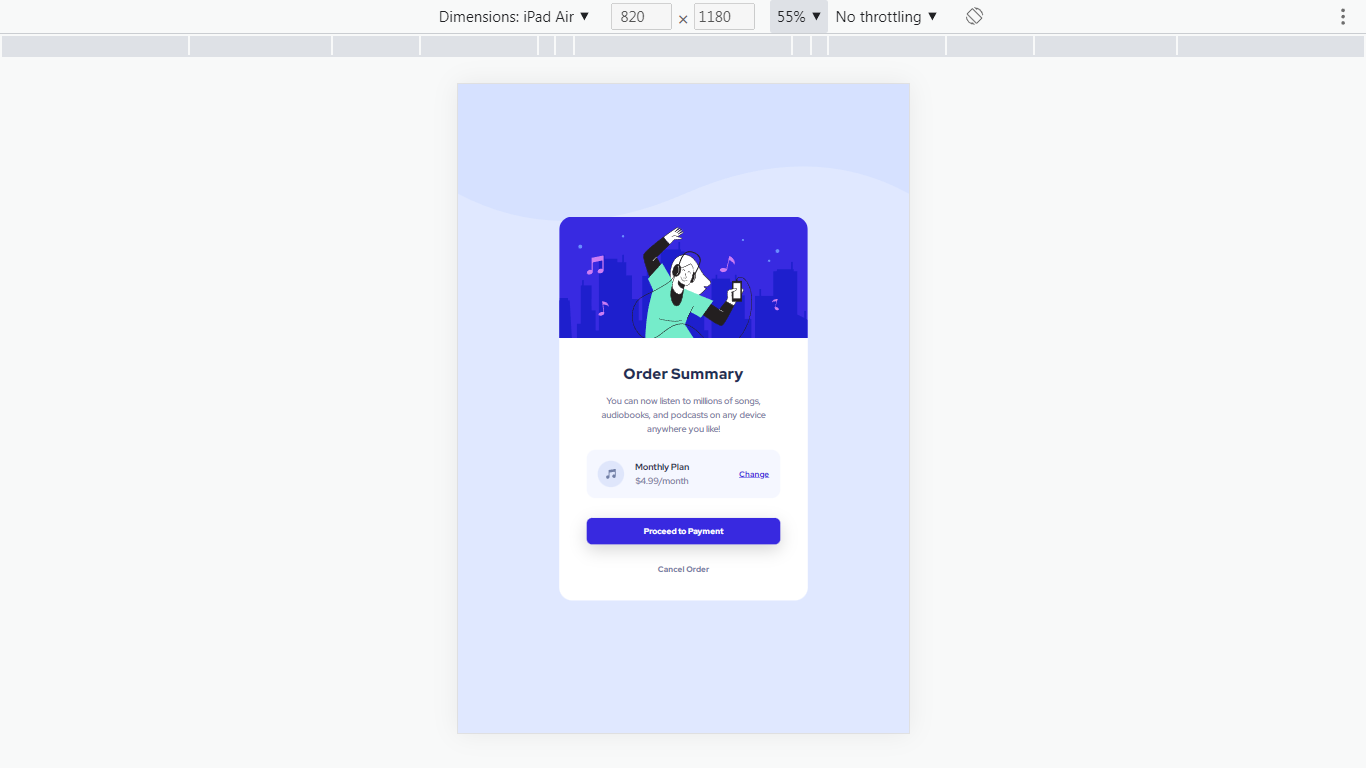 Dimensions: iPad Air ▼ 820 × 1180 55% ▼ No throttling ▼
Order Summary
You can now listen to millions of songs,
audiobooks, and podcasts on any device
anywhere you like!
Monthly Plan
$4.99/month
Change
Proceed to Payment
Cancel Order